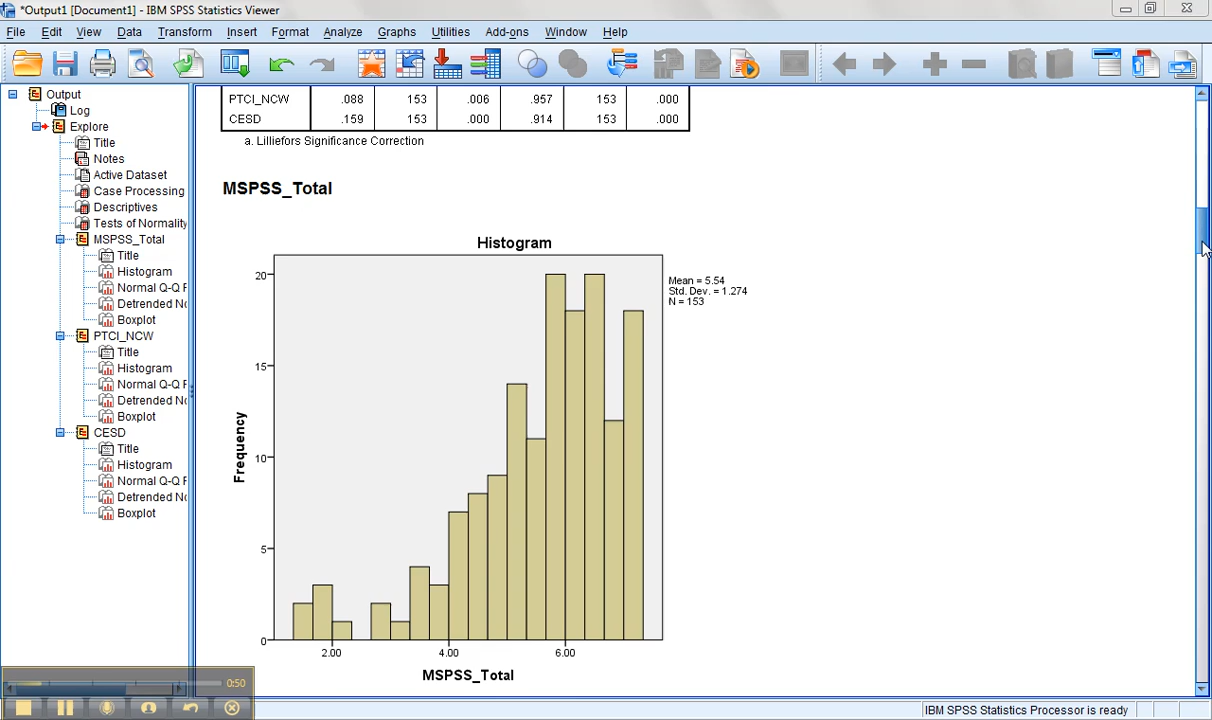 *Output1 [Document1] - IBM SPSS Statistics Viewer
File Edit View Data Transform Insert Format Analyze Graphs Utilities Add-ons Window Help
Output
Log
Explore
Title
Notes
Active Dataset
Case Processing
Descriptives
Tests of Normality
MSPSS_Total
Title
Histogram
Normal Q-Q
Detrended
Boxplot
PTCI_NCW
Title
Histogram
Normal Q-Q
Detrended
Boxplot
CESD
Title
Histogram
Normal Q-Q
Detrended
Boxplot
0:50
PTCI_NCW .088 153 .006 .957 153 .000
CESD .159 153 .000 .914 153 .000
a. Lilliefors Significance Correction
MSPSS_Total
Histogram
Mean = 5.54
Std. Dev. = 1.274
N = 153
20
15
10
5
0
Frequency
2.00 4.00 6.00
MSPSS_Total
IBM SPSS Statistics Processor is ready